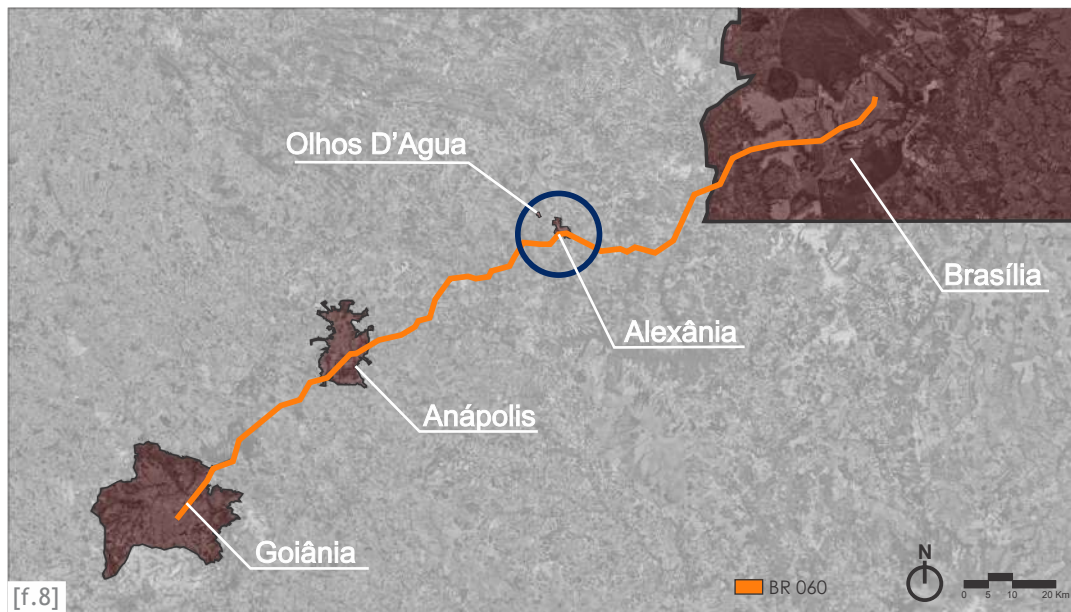 Olhos D'Agua
Brasília
Alexânia
Anápolis
Goiânia
[f.8]
BR 060
N
0 5 10 20 Km